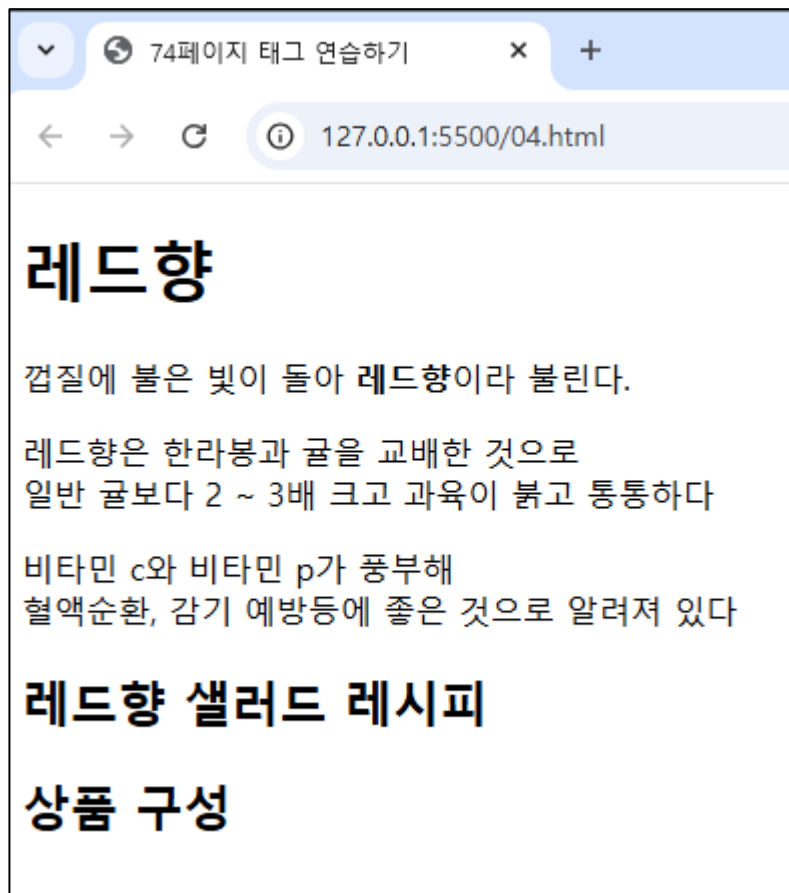 74페이지 태그 연습하기
127.0.0.1:5500/04.html
레드향
껍질에 불은 빛이 돌아 레드향이라 불린다.
레드향은 한라봉과 귤을 교배한 것으로
일반 귤보다 2 ~ 3배 크고 과육이 붉고 통통하다
비타민 c와 비타민 p가 풍부해
혈액순환, 감기 예방등에 좋은 것으로 알려져 있다
레드향 샐러드 레시피
상품 구성